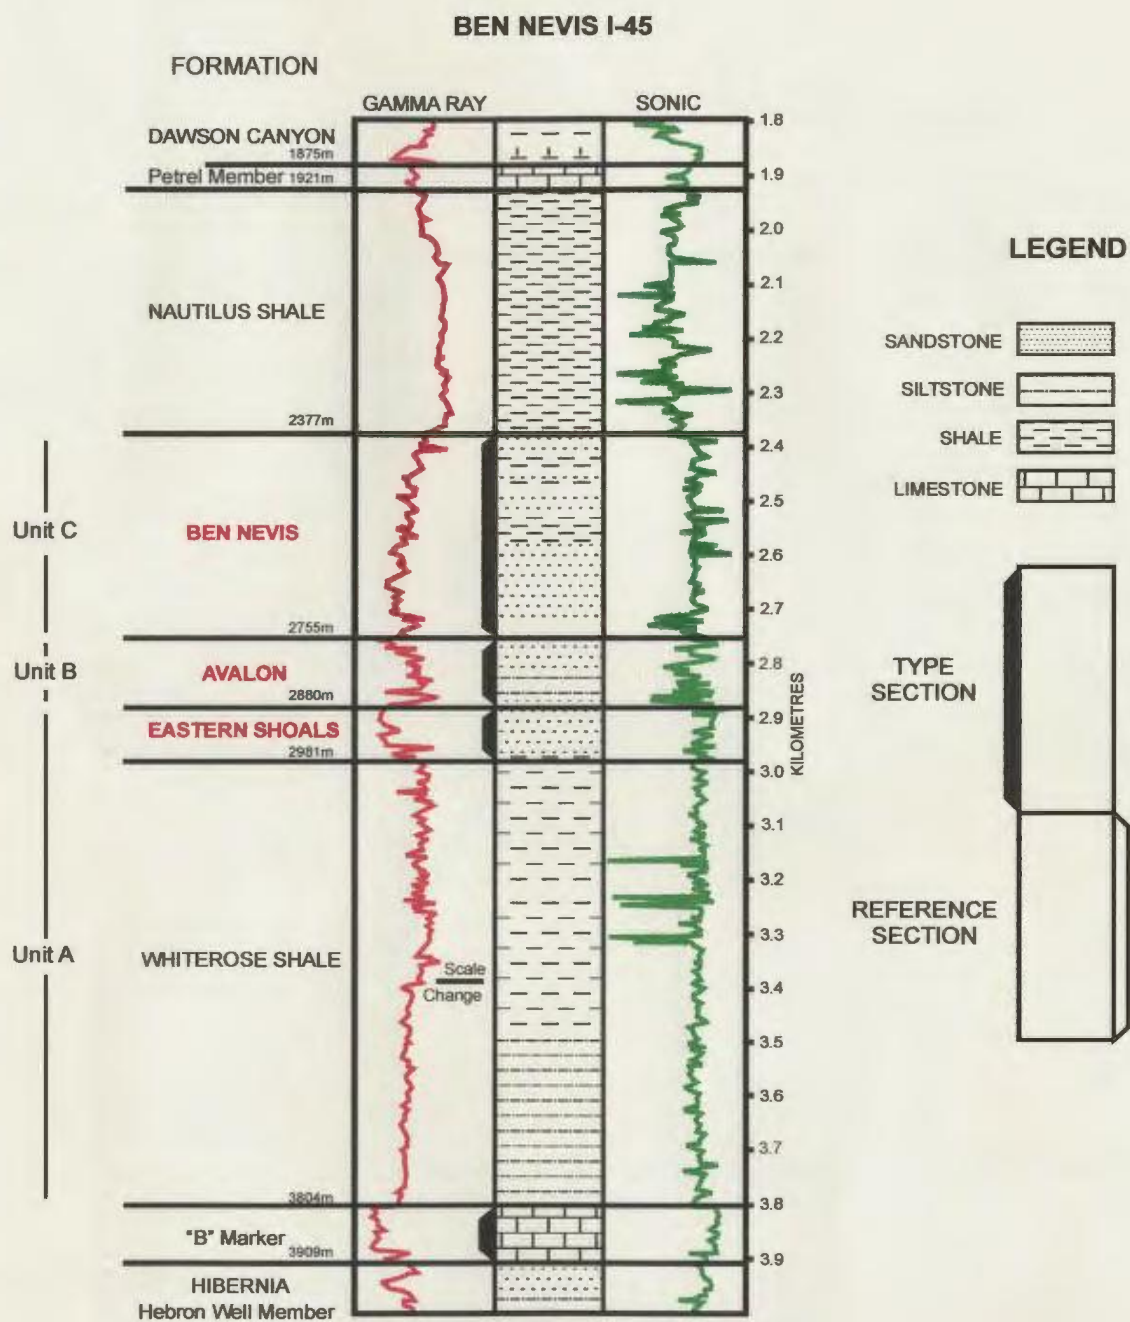 BEN NEVIS I-45
FORMATION
GAMMA RAY
SONIC
DAWSON CANYON
1875m
Petrel Member 1921m
NAUTILUS SHALE
2377m
Unit C
BEN NEVIS
2755m
Unit B
AVALON
2880m
EASTERN SHOALS
2981m
Unit A
WHITEROSE SHALE
Scale
Change
3804m
"B" Marker
3909m
HIBERNIA
Hebron Well Member
1.8
1.9
2.0
2.1
2.2
2.3
2.4
2.5
2.6
2.7
2.8
2.9
3.0
3.1
3.2
3.3
3.4
3.5
3.6
3.7
3.8
3.9
KILOMETRES
LEGEND
SANDSTONE
SILTSTONE
SHALE
LIMESTONE
TYPE
SECTION
REFERENCE
SECTION